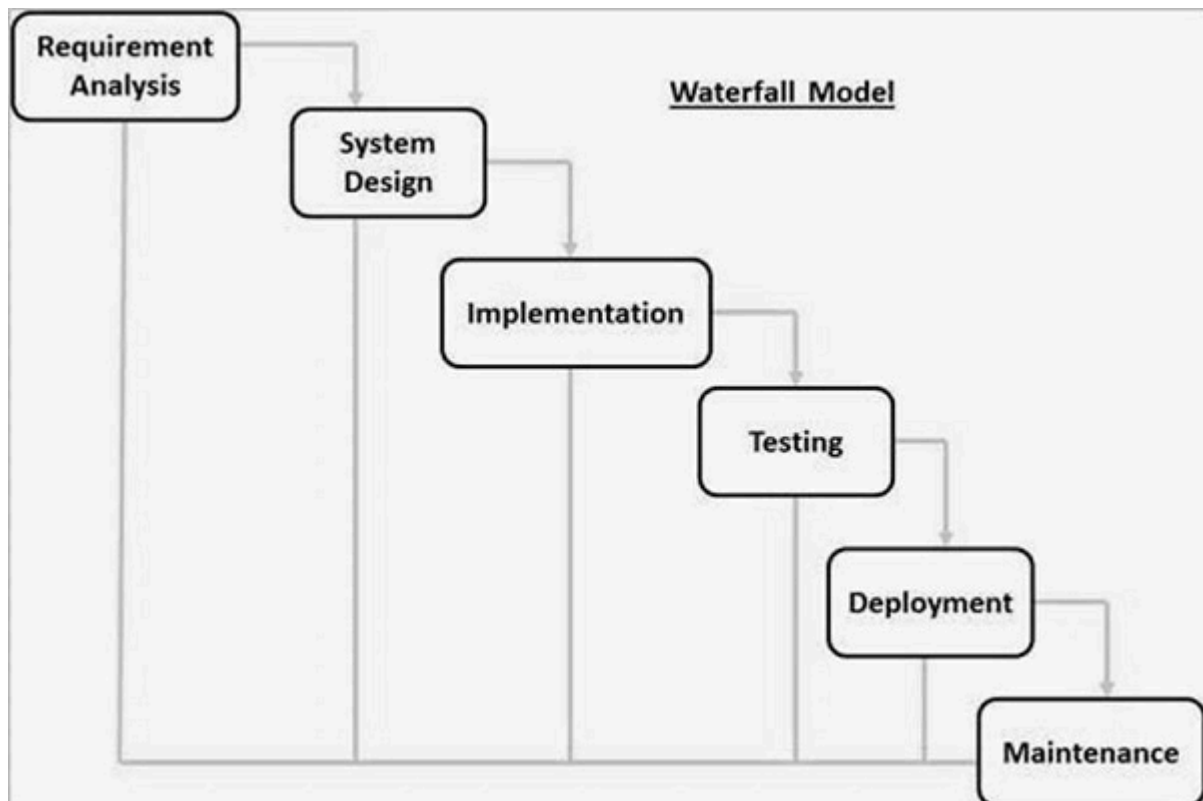 Requirement
Analysis
Waterfall Model
System
Design
Implementation
Testing
Deployment
Maintenance